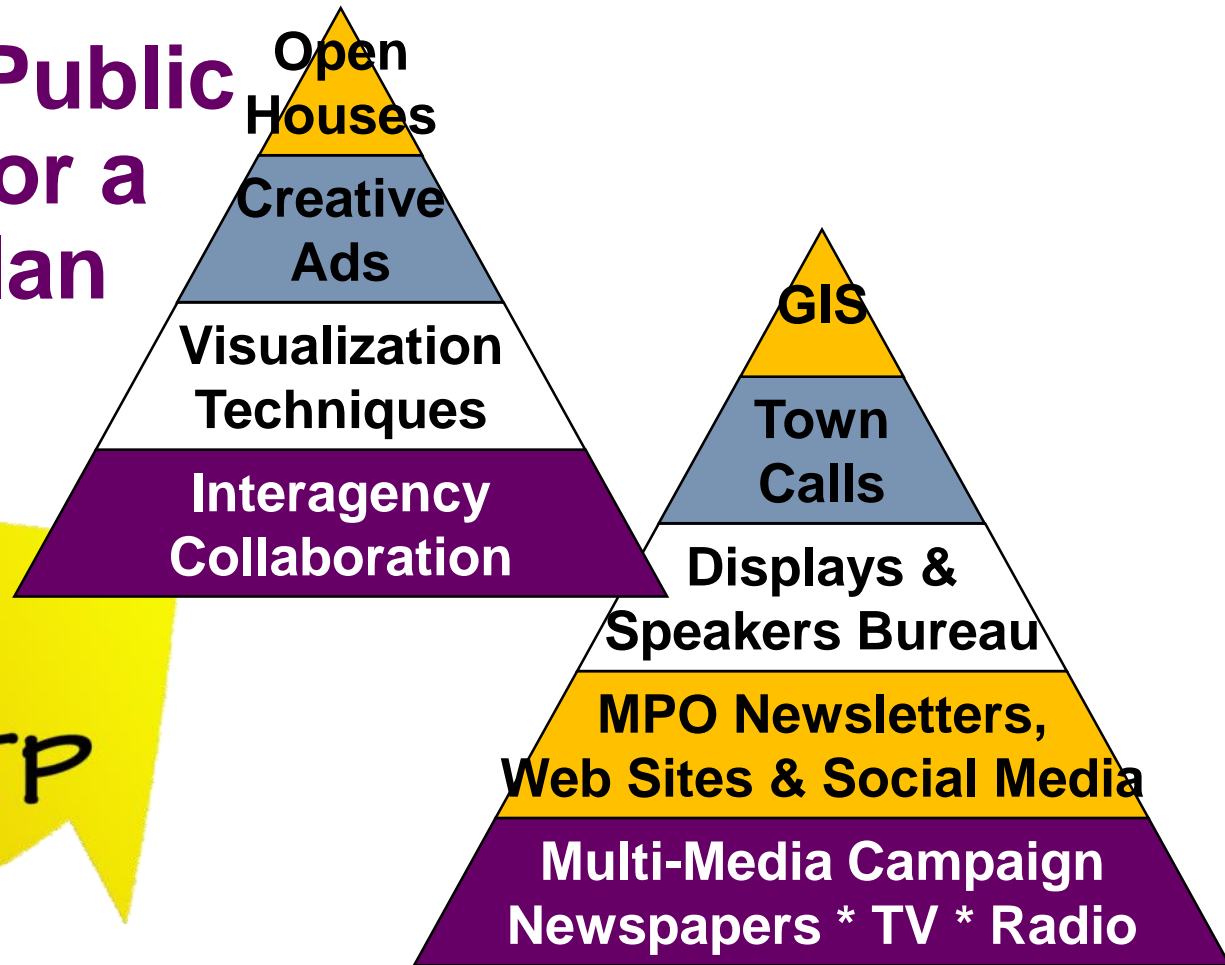 Public
or a
lan
Open
Houses
Creative
Ads
Visualization
Techniques
Interagency
Collaboration
GIS
Town
Calls
Displays &
Speakers Bureau
MPO Newsletters,
Web Sites & Social Media
Multi-Media Campaign
Newspapers * TV * Radio
TP